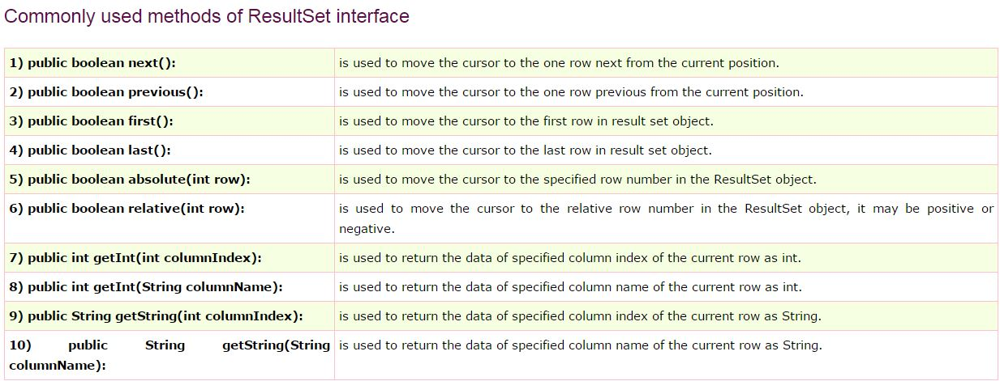 Commonly used methods of ResultSet interface
1) public boolean next(): is used to move the cursor to the one row next from the current position.
2) public boolean previous(): is used to move the cursor to the one row previous from the current position.
3) public boolean first(): is used to move the cursor to the first row in result set object.
4) public boolean last(): is used to move the cursor to the last row in result set object.
5) public boolean absolute(int row): is used to move the cursor to the specified row number in the ResultSet object.
6) public boolean relative(int row): is used to move the cursor to the relative row number in the ResultSet object, it may be positive or
negative.
7) public int getInt(int columnIndex): is used to return the data of specified column index of the current row as int.
8) public int getInt(String columnName): is used to return the data of specified column name of the current row as int.
9) public String getString(int columnIndex): is used to return the data of specified column index of the current row as String.
10) public String getString(String
columnName):
is used to return the data of specified column name of the current row as String.